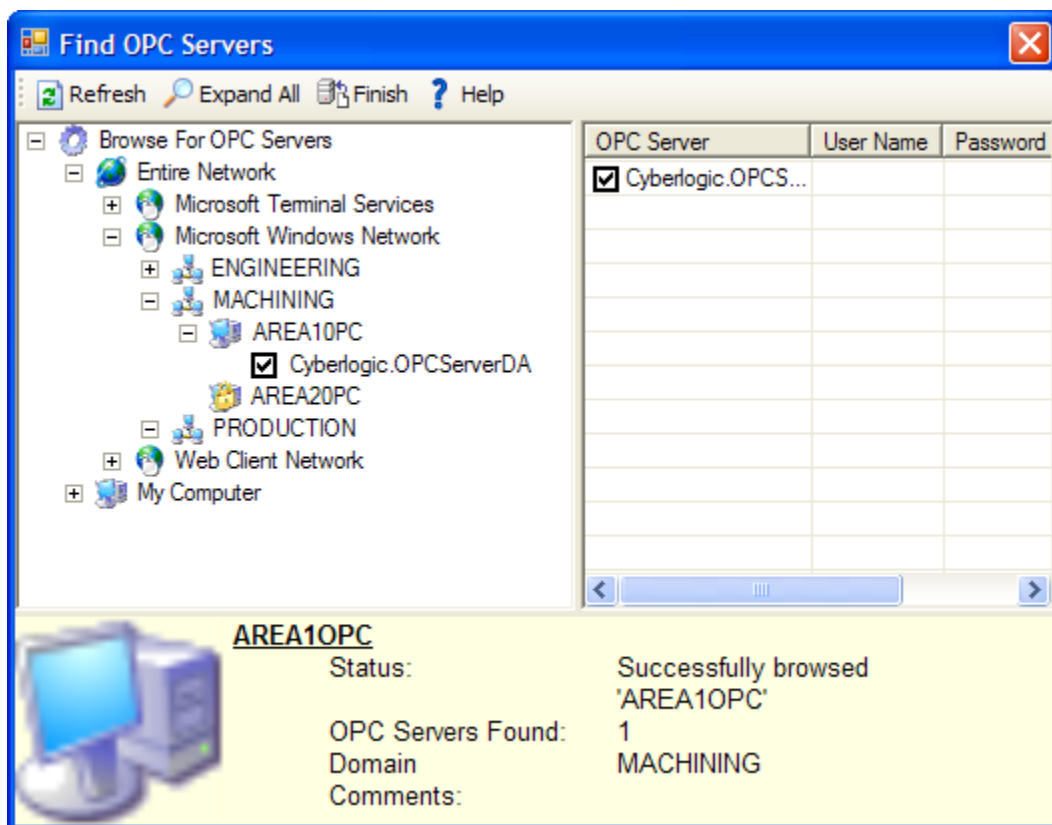 Find OPC Servers
Refresh Expand All Finish ? Help
Browse For OPC Servers
Entire Network
Microsoft Terminal Services
Microsoft Windows Network
ENGINEERING
MACHINING
AREA10PC
Cyberlogic.OPCServerDA
AREA20PC
PRODUCTION
Web Client Network
My Computer
OPC Server User Name Password
Cyberlogic.OPCS...
AREA1OPC
Status: Successfully browsed
'AREA1OPC'
OPC Servers Found: 1
Domain MACHINING
Comments: